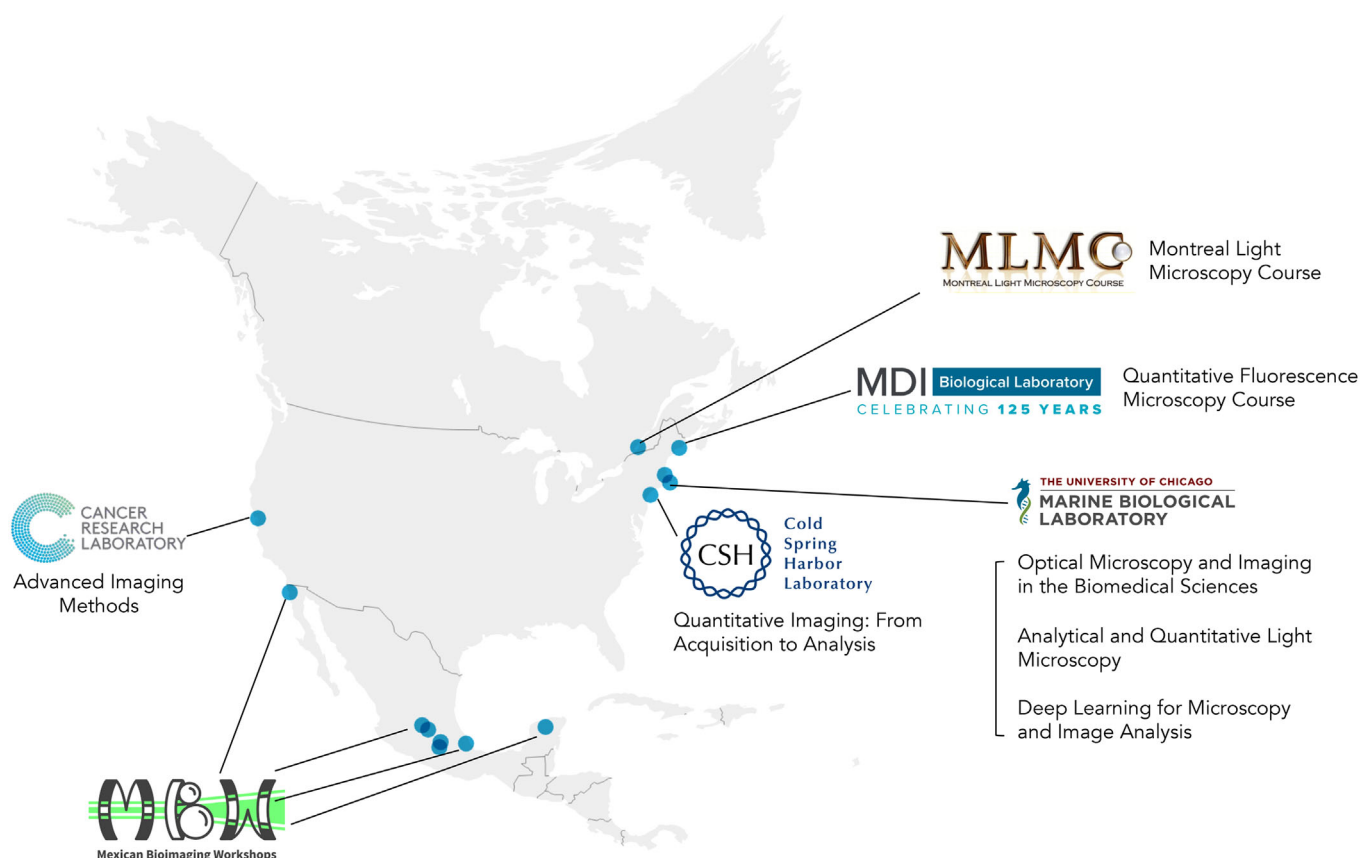 MLMC
MONTREAL LIGHT MICROSCOPY COURSE
Montreal Light
Microscopy Course
MDI Biological Laboratory
CELEBRATING 125 YEARS
Quantitative Fluorescence
Microscopy Course
THE UNIVERSITY OF CHICAGO
MARINE BIOLOGICAL
LABORATORY
Optical Microscopy and Imaging
in the Biomedical Sciences
Analytical and Quantitative Light
Microscopy
Deep Learning for Microscopy
and Image Analysis
CSH
Cold
Spring
Harbor
Laboratory
Quantitative Imaging: From
Acquisition to Analysis
CANCER
RESEARCH
LABORATORY
Advanced Imaging
Methods
MBW
Mexican Bioimaging Workshops